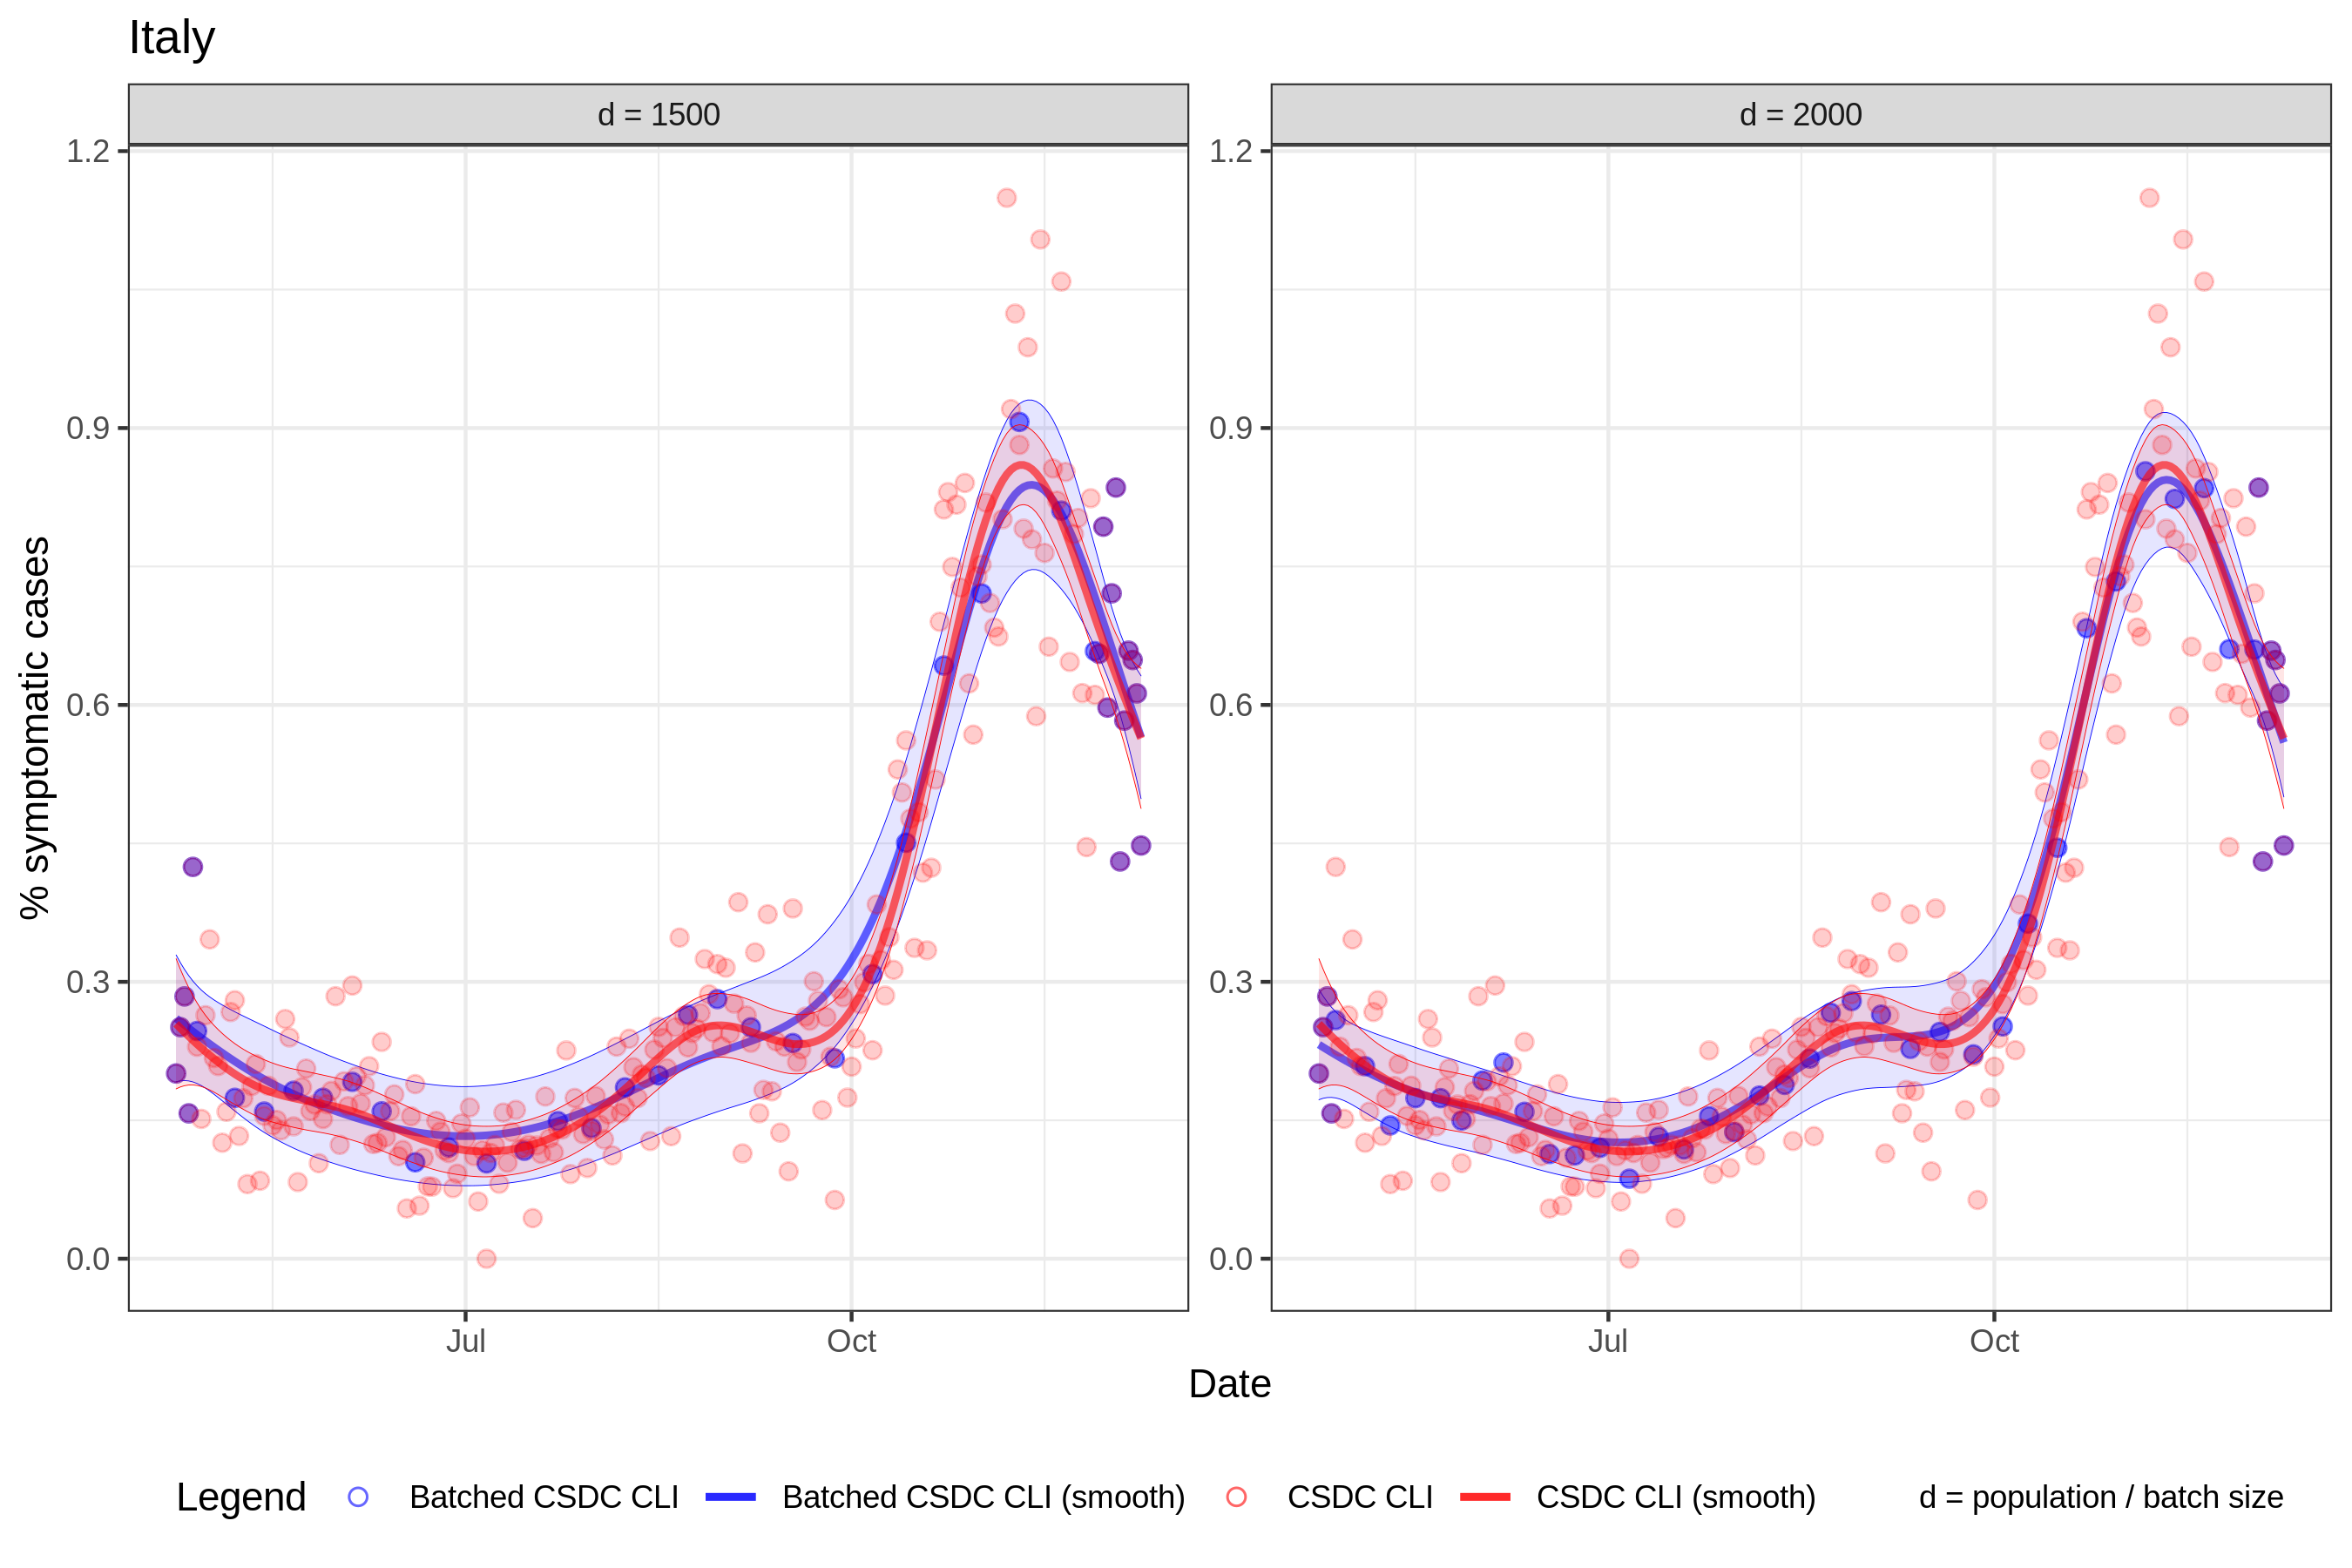 Italy
d = 1500
d = 2000
1.2
0.9
0.6
0.3
0.0
1.2
0.9
0.6
0.3
0.0
% symptomatic cases
Jul
Oct
Jul
Oct
Date
Legend
Batched CSDC CLI
Batched CSDC CLI (smooth)
CSDC CLI
CSDC CLI (smooth)
d = population / batch size